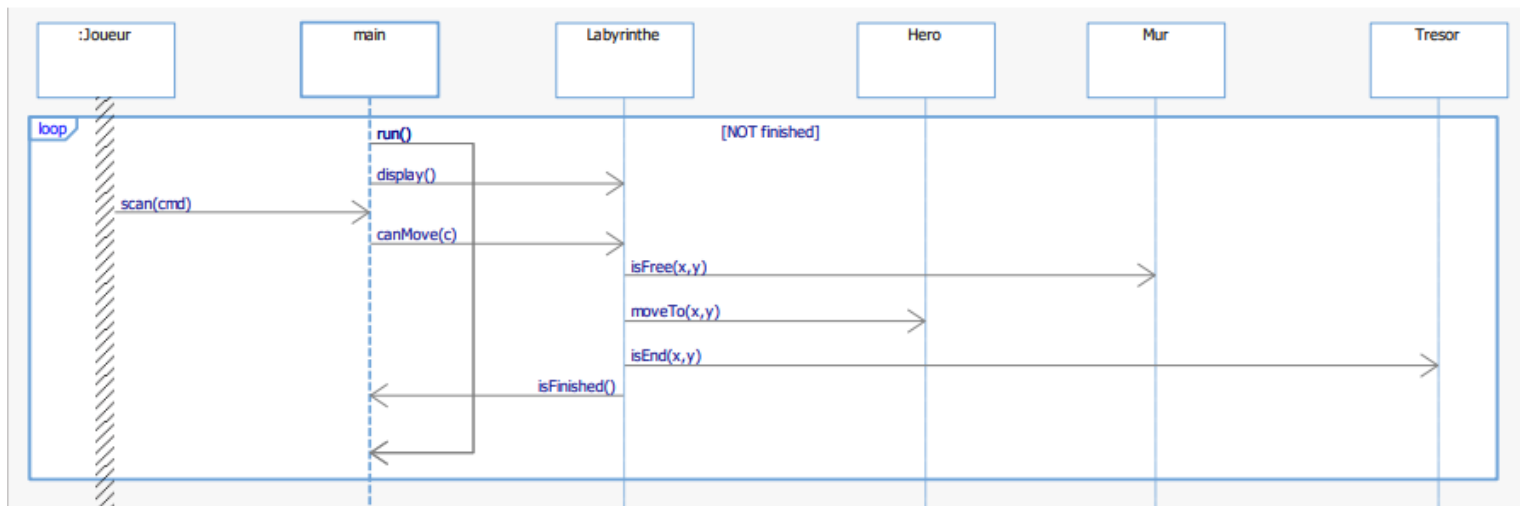 :Joueur
main
Labyrinthe
Hero
Mur
Tresor
loop
[NOT finished]
run()
display()
scan(cmd)
canMove(c)
isFree(x,y)
moveTo(x,y)
isEnd(x,y)
isFinished()